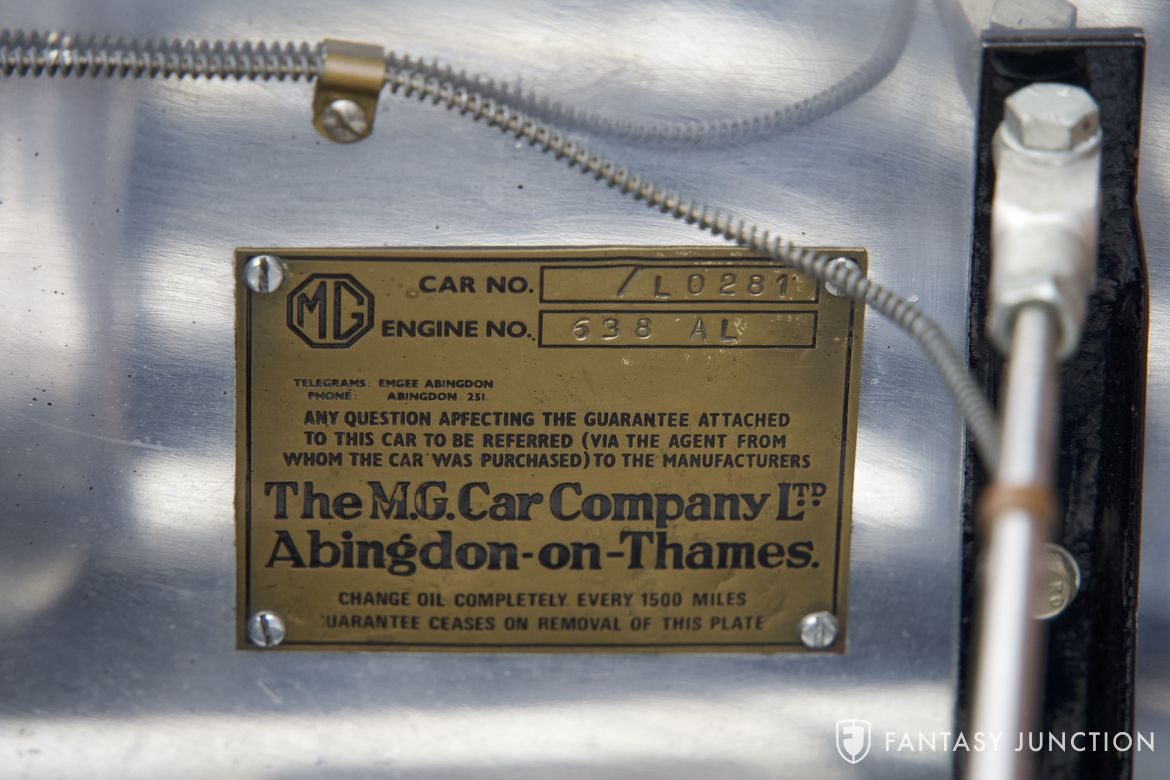 MG
CAR NO. /L0281
ENGINE NO. 638 AL
TELEGRAMS: EMGEE ABINGDON
PHONE: ABINGDON 251.
ANY QUESTION AFFECTING THE GUARANTEE ATTACHED
TO THIS CAR TO BE REFERRED (VIA THE AGENT FROM
WHOM THE CAR WAS PURCHASED) TO THE MANUFACTURERS
The M.G. Car Company LTD
Abingdon-on-Thames.
CHANGE OIL COMPLETELY EVERY 1500 MILES
UARANTEE CEASES ON REMOVAL OF THIS PLATE
FANTASY JUNCTION